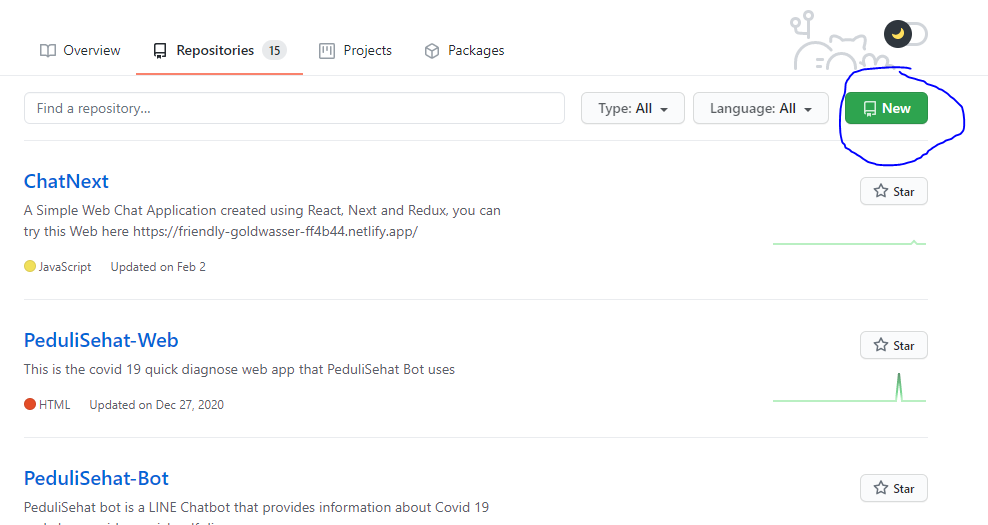 Overview Repositories 15 Projects Packages
Find a repository... Type: All Language: All New
ChatNext
Star
A Simple Web Chat Application created using React, Next and Redux, you can
try this Web here https://friendly-goldwasser-ff4b44.netlify.app/
JavaScript Updated on Feb 2
PeduliSehat-Web
Star
This is the covid 19 quick diagnose web app that PeduliSehat Bot uses
HTML Updated on Dec 27, 2020
PeduliSehat-Bot
Star
PeduliSehat bot is a LINE Chatbot that provides information about Covid 19